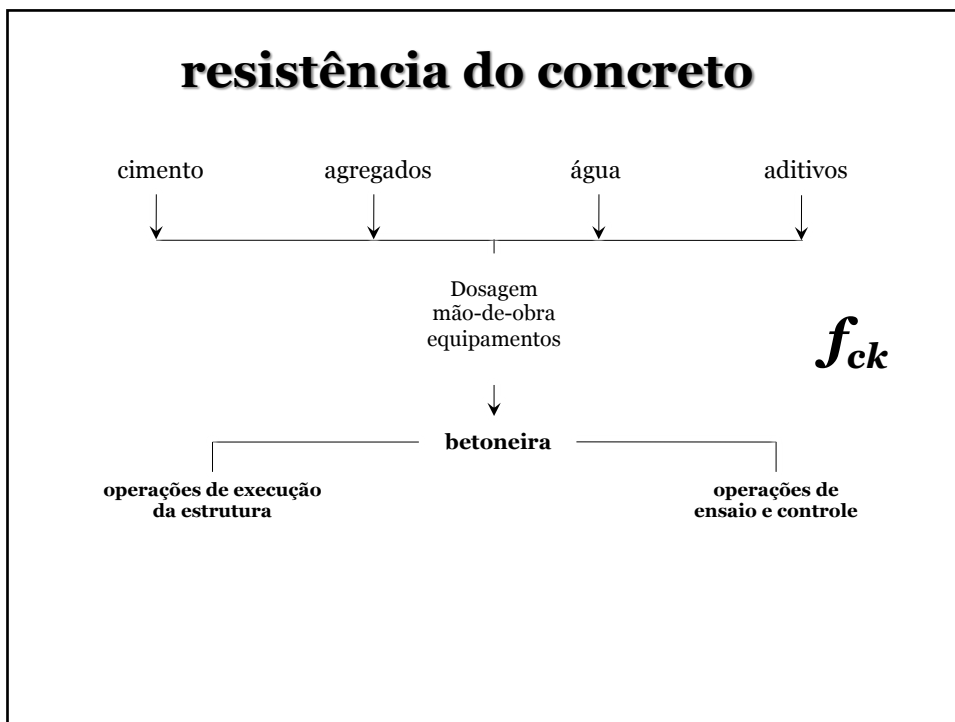 resistência do concreto
cimento agregados água aditivos
Dosagem
mão-de-obra
equipamentos
f_ck
betoneira
operações de execução
da estrutura
operações de
ensaio e controle